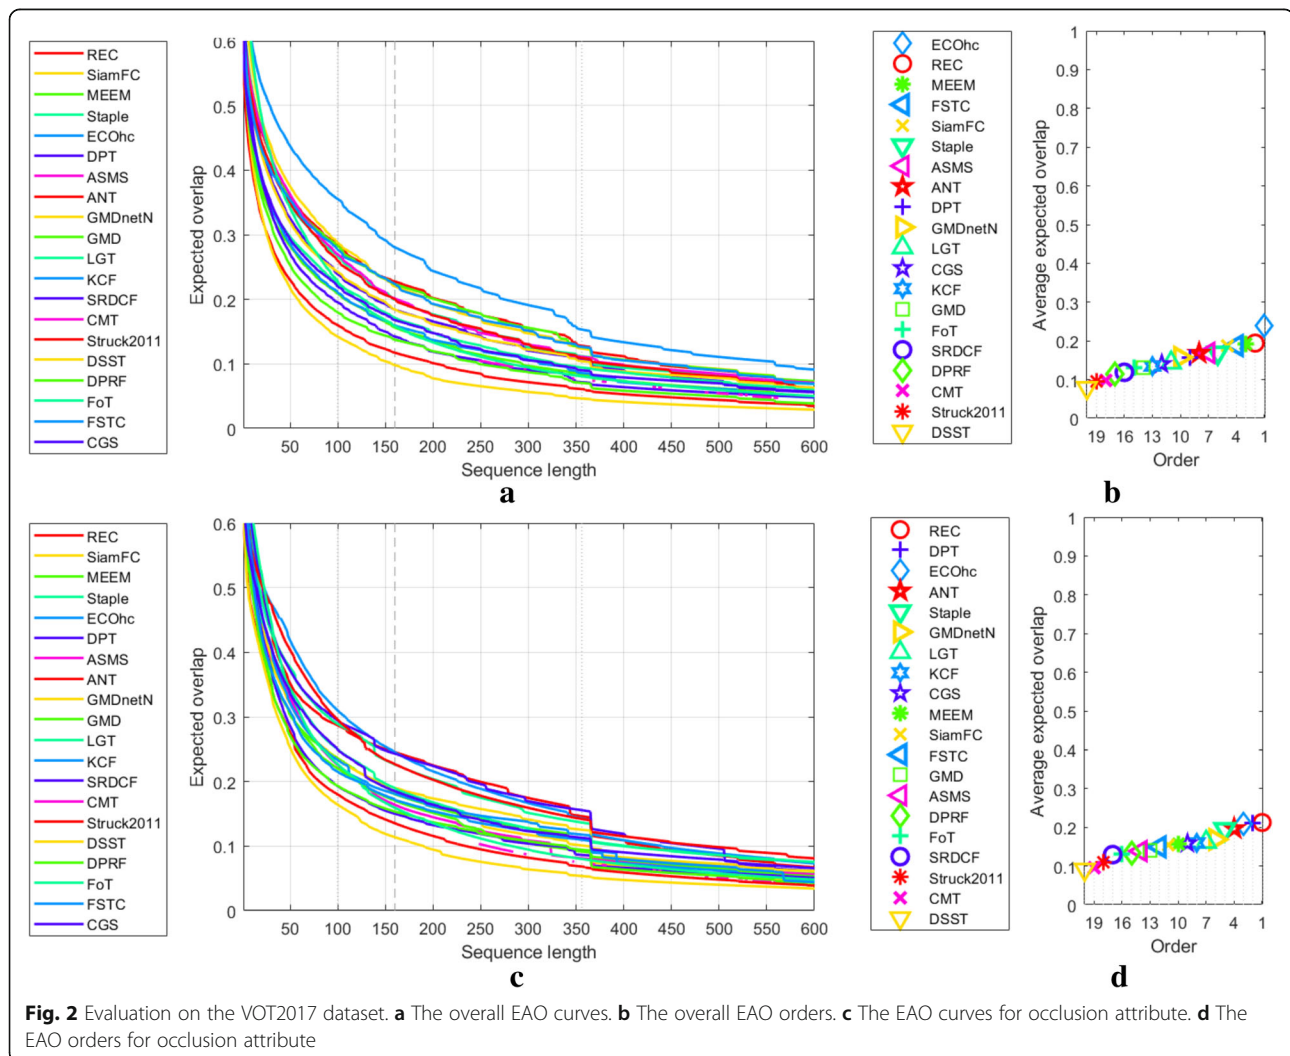 REC
SiamFC
MEEM
Staple
ECOhc
DPT
ASMS
ANT
GMDnetN
GMD
LGT
KCF
SRDCF
CMT
Struck2011
DSST
DPRF
FoT
FSTC
CGS
Expected overlap
0.6
0.5
0.4
0.3
0.2
0.1
0
50 100 150 200 250 300 350 400 450 500 550 600
Sequence length
a
ECOhc
REC
MEEM
FSTC
SiamFC
Staple
ASMS
ANT
DPT
GMDnetN
LGT
CGS
KCF
GMD
FoT
SRDCF
DPRF
CMT
Struck2011
DSST
Average expected overlap
1
0.9
0.8
0.7
0.6
0.5
0.4
0.3
0.2
0.1
0
19 16 13 10 7 4 1
Order
b
REC
SiamFC
MEEM
Staple
ECOhc
DPT
ASMS
ANT
GMDnetN
GMD
LGT
KCF
SRDCF
CMT
Struck2011
DSST
DPRF
FoT
FSTC
CGS
Expected overlap
0.6
0.5
0.4
0.3
0.2
0.1
0
50 100 150 200 250 300 350 400 450 500 550 600
Sequence length
c
REC
DPT
ECOhc
ANT
Staple
GMDnetN
LGT
KCF
CGS
MEEM
SiamFC
FSTC
GMD
ASMS
DPRF
FoT
SRDCF
Struck2011
CMT
DSST
Average expected overlap
1
0.9
0.8
0.7
0.6
0.5
0.4
0.3
0.2
0.1
0
19 16 13 10 7 4 1
Order
d
Fig. 2 Evaluation on the VOT2017 dataset. a The overall EAO curves. b The overall EAO orders. c The EAO curves for occlusion attribute. d The
EAO orders for occlusion attribute